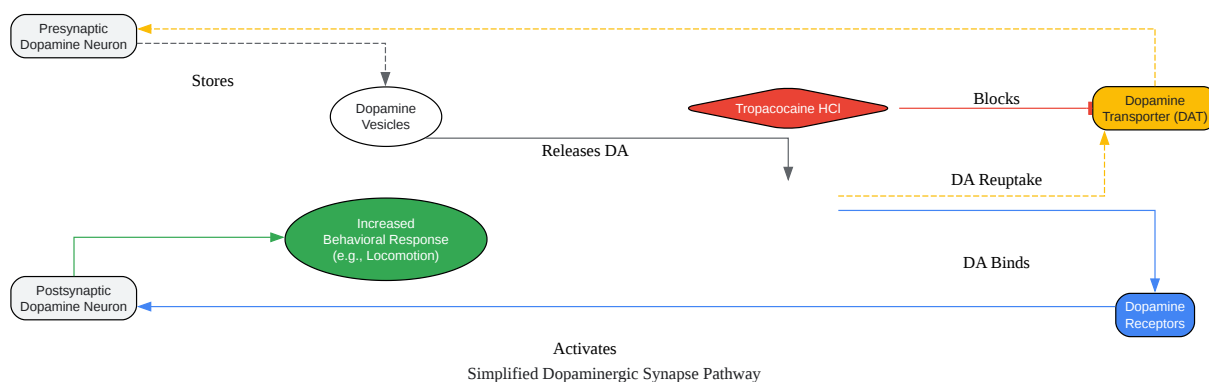 Presynaptic
Dopamine Neuron
Stores
Dopamine
Vesicles
Tropacocaine HCl
Blocks
Dopamine
Transporter (DAT)
Releases DA
DA Reuptake
Increased
Behavioral Response
(e.g., Locomotion)
DA Binds
Postsynaptic
Dopamine Neuron
Dopamine
Receptors
Activates
Simplified Dopaminergic Synapse Pathway